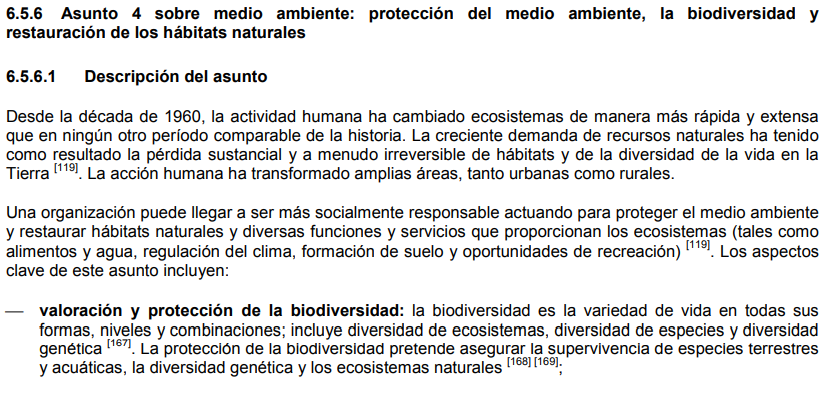 6.5.6 Asunto 4 sobre medio ambiente: protección del medio ambiente, la biodiversidad y
restauración de los hábitats naturales
6.5.6.1 Descripción del asunto
Desde la década de 1960, la actividad humana ha cambiado ecosistemas de manera más rápida y extensa
que en ningún otro período comparable de la historia. La creciente demanda de recursos naturales ha tenido
como resultado la pérdida sustancial y a menudo irreversible de hábitats y de la diversidad de la vida en la
Tierra [119]. La acción humana ha transformado amplias áreas, tanto urbanas como rurales.
Una organización puede llegar a ser más socialmente responsable actuando para proteger el medio ambiente
y restaurar hábitats naturales y diversas funciones y servicios que proporcionan los ecosistemas (tales como
alimentos y agua, regulación del clima, formación de suelo y oportunidades de recreación) [119]. Los aspectos
clave de este asunto incluyen:
— valoración y protección de la biodiversidad: la biodiversidad es la variedad de vida en todas sus
formas, niveles y combinaciones; incluye diversidad de ecosistemas, diversidad de especies y diversidad
genética [167]. La protección de la biodiversidad pretende asegurar la supervivencia de especies terrestres
y acuáticas, la diversidad genética y los ecosistemas naturales [168] [169];